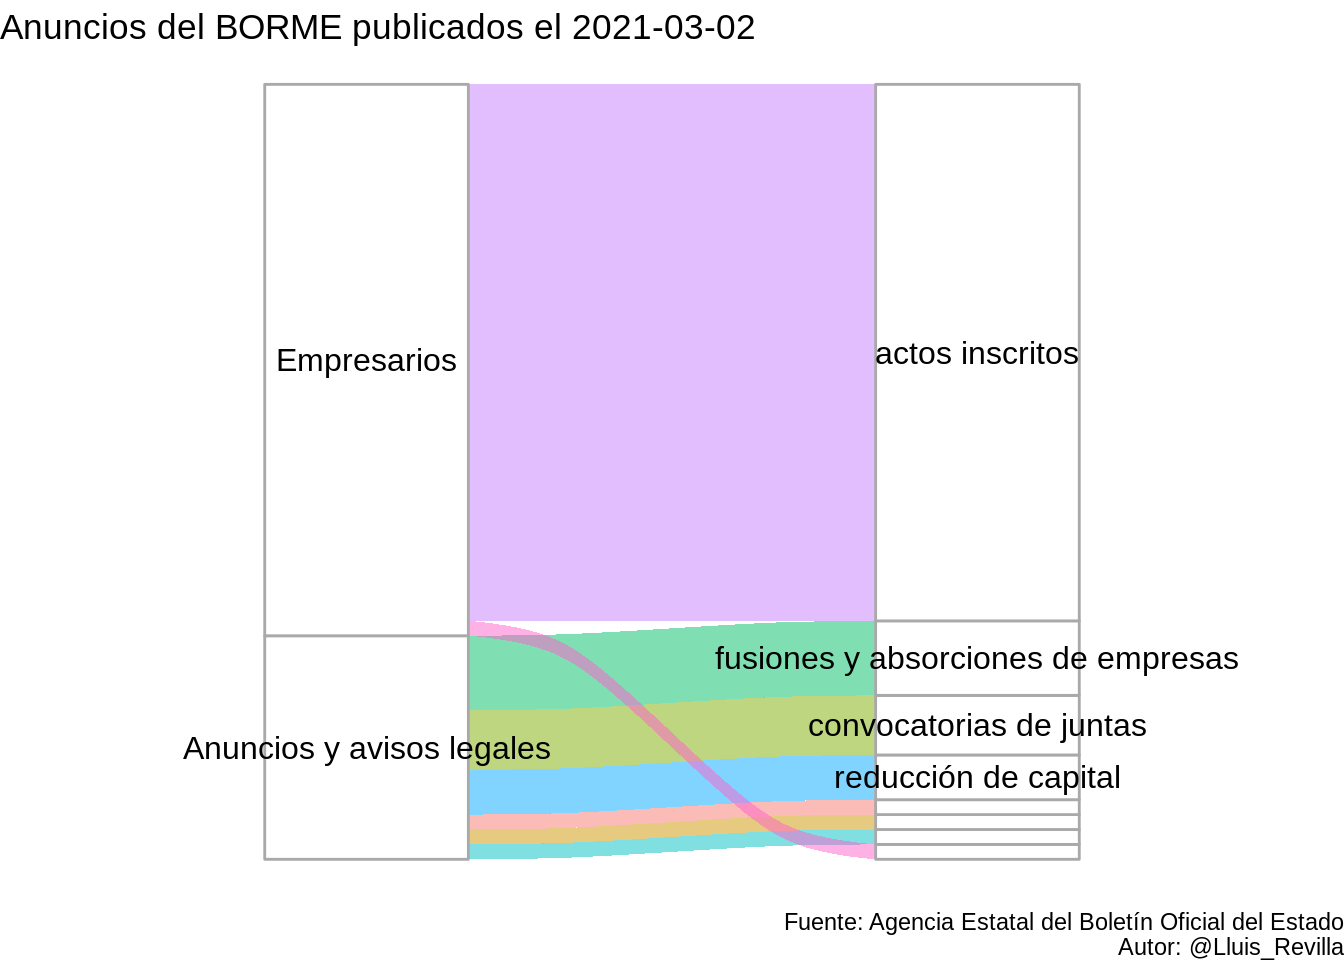 Anuncios del BORME publicados el 2021-03-02
Empresarios
actos inscritos
fusiones y absorciones de empresas
convocatorias de juntas
Anuncios y avisos legales
reducción de capital
Fuente: Agencia Estatal del Boletín Oficial del Estado
Autor: @Lluis_Revilla